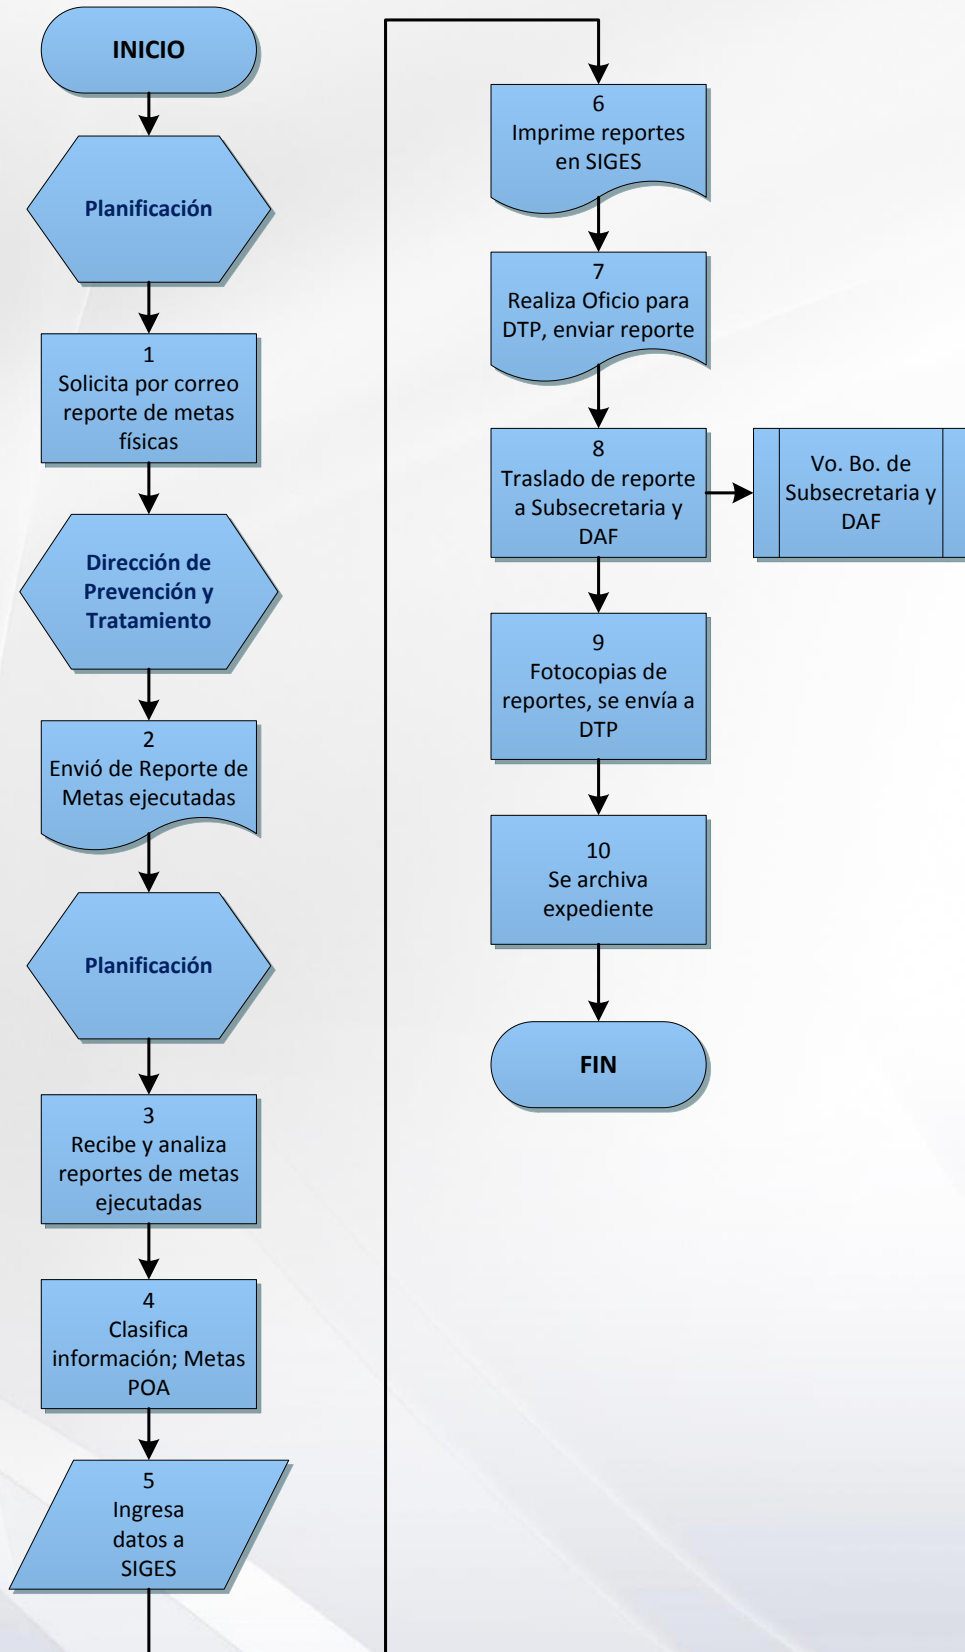 INICIO
Planificación
1
Solicita por correo
reporte de metas
físicas
Dirección de
Prevención y
Tratamiento
2
Envió de Reporte de
Metas ejecutadas
Planificación
3
Recibe y analiza
reportes de metas
ejecutadas
4
Clasifica
información; Metas
POA
5
Ingresa
datos a
SIGES
6
Imprime reportes
en SIGES
7
Realiza Oficio para
DTP, enviar reporte
8
Traslado de reporte
a Subsecretaria y
DAF
Vo. Bo. de
Subsecretaria y
DAF
9
Fotocopias de
reportes, se envía a
DTP
10
Se archiva
expediente
FIN